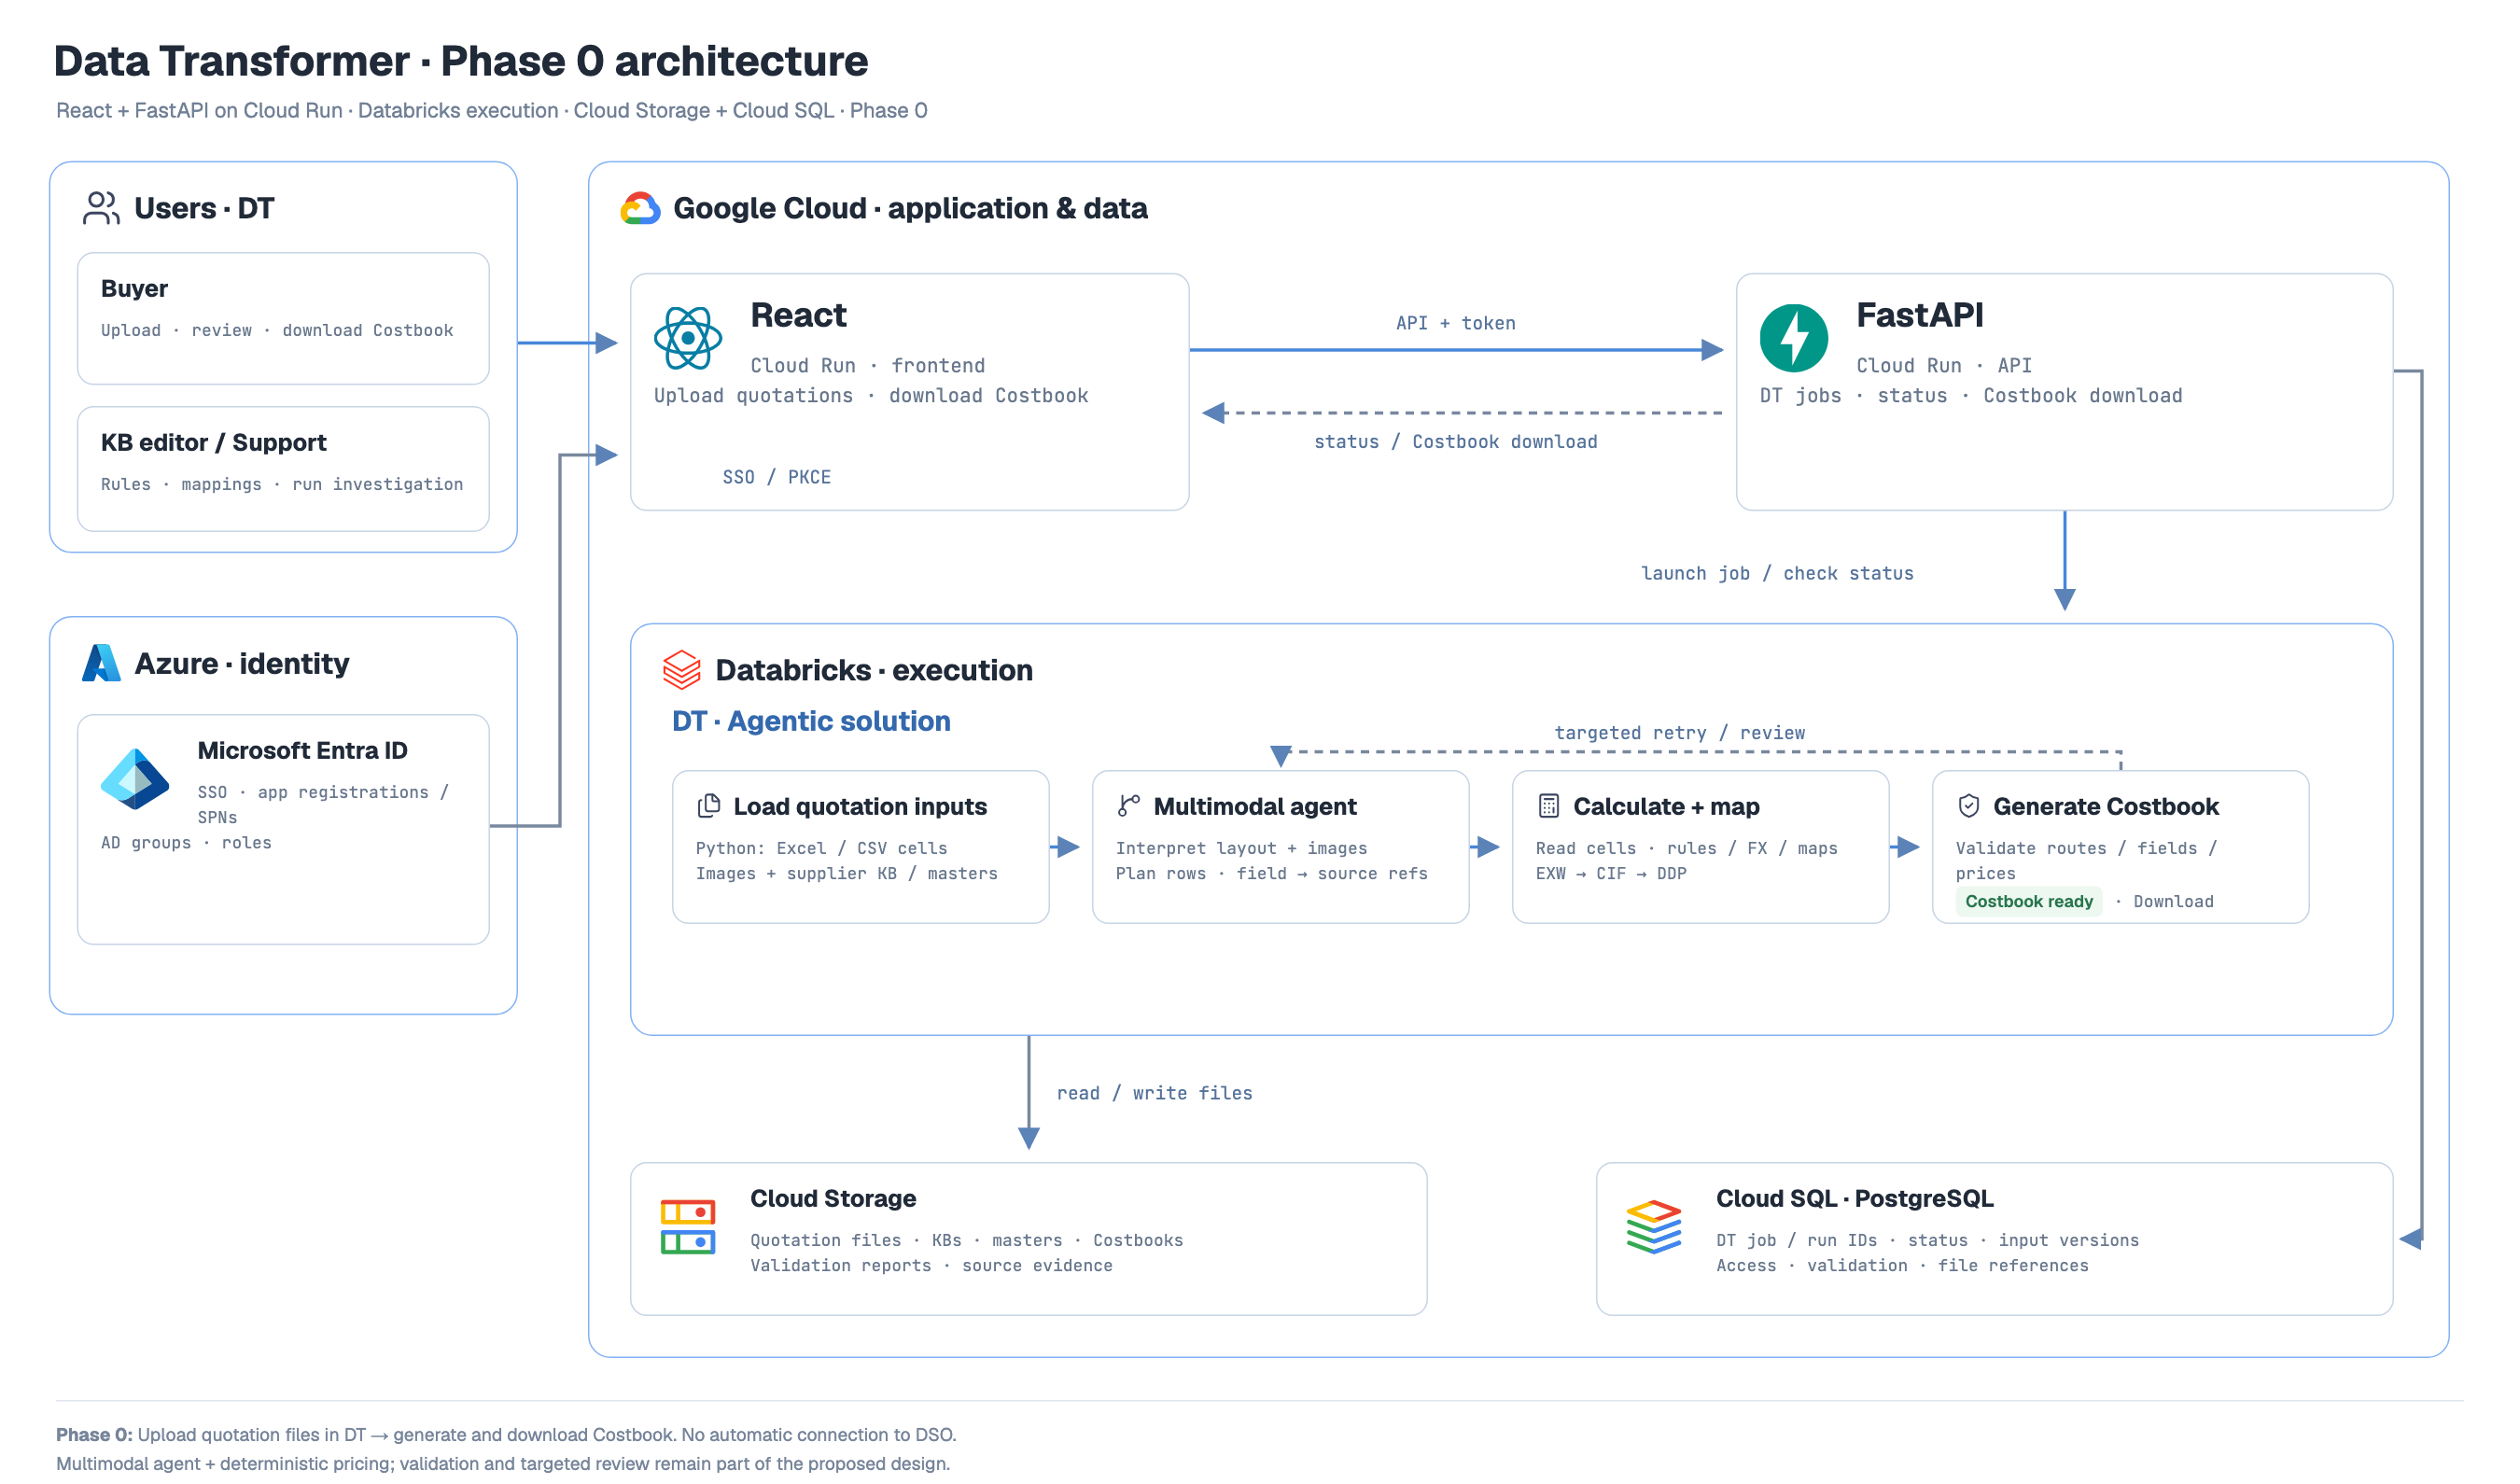 Data Transformer · Phase 0 architecture
React + FastAPI on Cloud Run · Databricks execution · Cloud Storage + Cloud SQL · Phase 0
Users · DT
Buyer
Upload · review · download Costbook
KB editor / Support
Rules · mappings · run investigation
Azure · identity
Microsoft Entra ID
SSO · app registrations /
SPNs
AD groups · roles
Google Cloud · application & data
React
Cloud Run · frontend
Upload quotations · download Costbook
SSO / PKCE
API + token
status / Costbook download
FastAPI
Cloud Run · API
DT jobs · status · Costbook download
launch job / check status
Databricks · execution
DT · Agentic solution
targeted retry / review
Load quotation inputs
Python: Excel / CSV cells
Images + supplier KB / masters
Multimodal agent
Interpret layout + images
Plan rows · field → source refs
Calculate + map
Read cells · rules / FX / maps
EXW → CIF → DDP
Generate Costbook
Validate routes / fields /
prices
Costbook ready · Download
read / write files
Cloud Storage
Quotation files · KBs · masters · Costbooks
Validation reports · source evidence
Cloud SQL · PostgreSQL
DT job / run IDs · status · input versions
Access · validation · file references
Phase 0: Upload quotation files in DT → generate and download Costbook. No automatic connection to DSO.
Multimodal agent + deterministic pricing; validation and targeted review remain part of the proposed design.